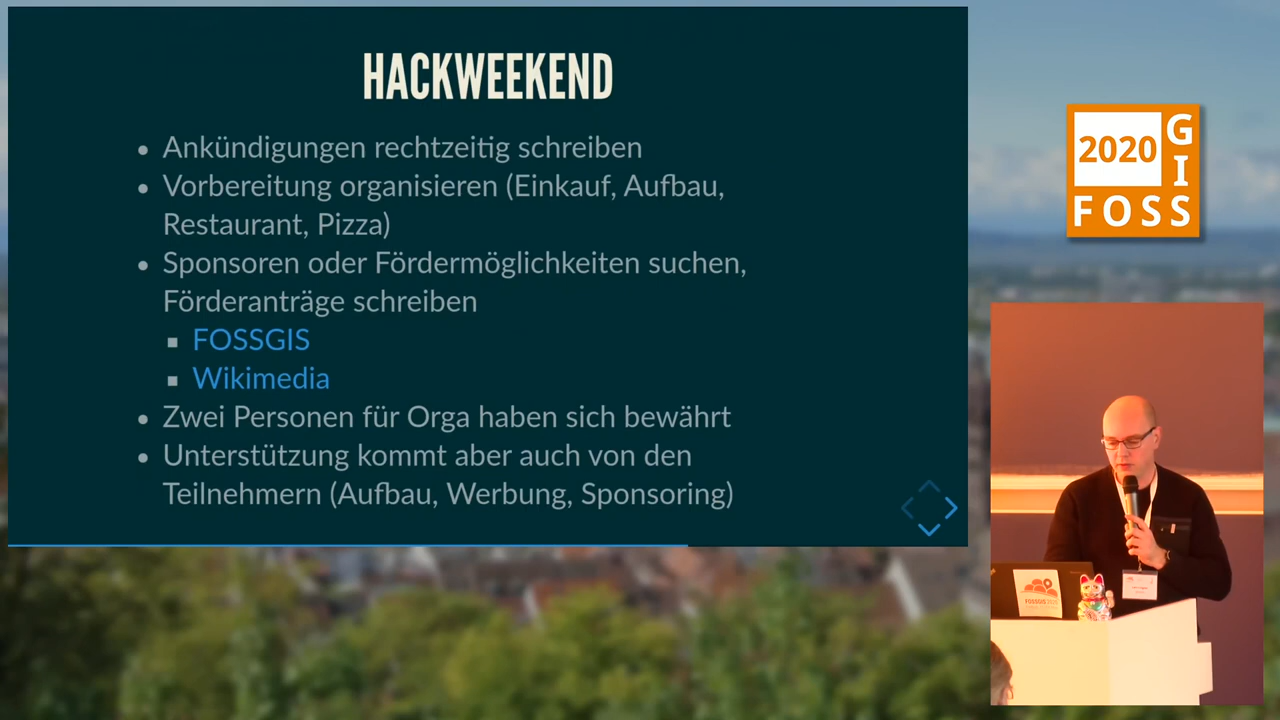 HACKWEEKEND
• Ankündigungen rechtzeitig schreiben
• Vorbereitung organisieren (Einkauf, Aufbau,
Restaurant, Pizza)
• Sponsoren oder Fördermöglichkeiten suchen,
Förderanträge schreiben
▪ FOSSGIS
▪ Wikimedia
• Zwei Personen für Orga haben sich bewährt
• Unterstützung kommt aber auch von den
Teilnehmern (Aufbau, Werbung, Sponsoring)
2020 G
I
FOSS
FOSSGIS